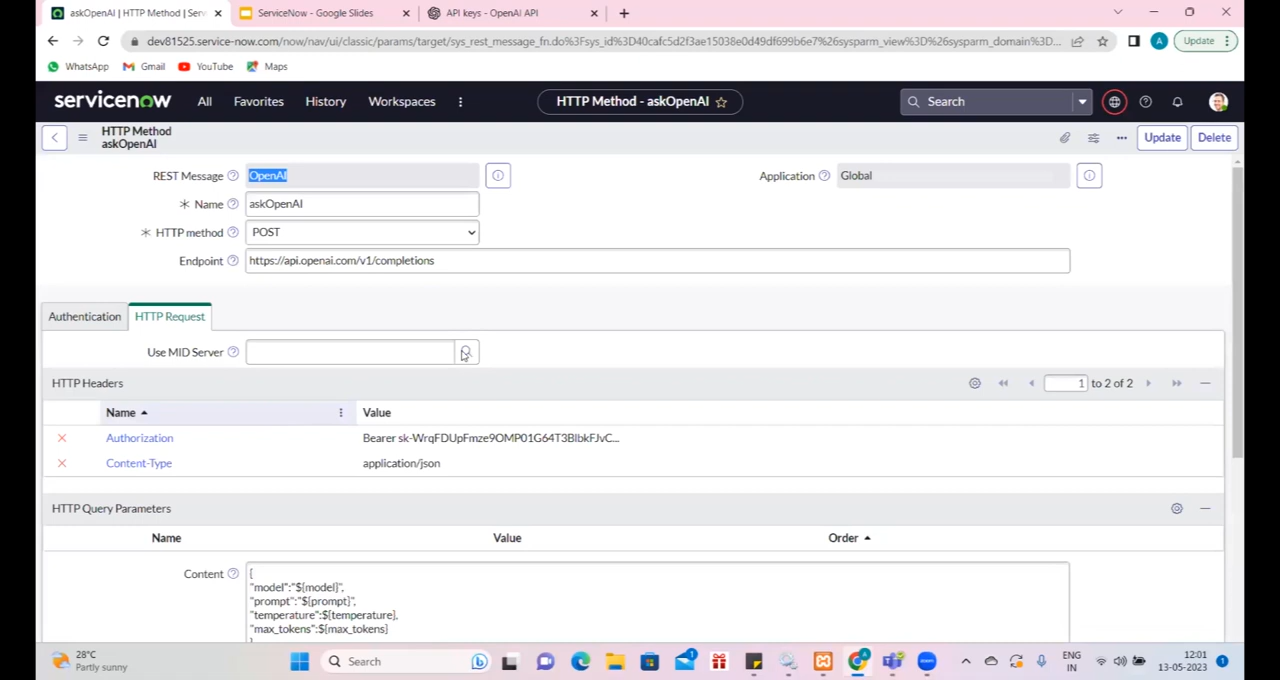 askOpenAI | HTTP Method | Serv
ServiceNow - Google Slides
API keys - OpenAI API
dev81525.service-now.com/now/nav/ui/classic/params/target/sys_rest_message_fn.do%3Fsys_id%3D40cafc5d2f3ae15038e0d49df699b6e7%26sysparm_view%3D%26sysparm_domain%3D...
A
Update
WhatsApp
Gmail
YouTube
Maps
servicenow
All
Favorites
History
Workspaces
HTTP Method - askOpenAI
Search
HTTP Method
askOpenAI
Update
Delete
REST Message
OpenAI
Application
Global
Name
askOpenAI
HTTP method
POST
Endpoint
https://api.openai.com/v1/completions
Authentication
HTTP Request
Use MID Server
HTTP Headers
1 to 2 of 2
Name
Value
Authorization
Bearer sk-WrqFDUpFmze9OMP01G64T3BlbkFJvC...
Content-Type
application/json
HTTP Query Parameters
Name
Value
Order
Content
{
"model":"${model}",
"prompt":"${prompt}",
"temperature":${temperature},
"max_tokens":${max_tokens}
28°C
Partly sunny
Search
1
ENG
IN
12:01
13-05-2023
1